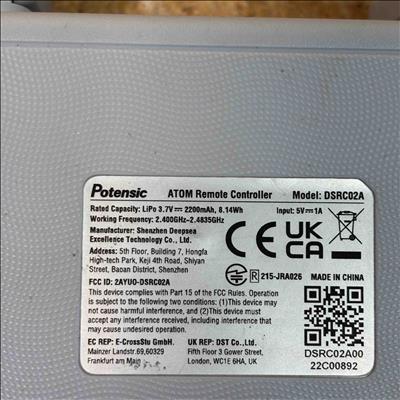 Potensic ATOM Remote Controller Model: DSRC02A
Rated Capacity: LiPo 3.7V⎓2200mAh, 8.14Wh Input: 5V⎓1A
Working Frequency: 2.400GHz~2.4835GHz
Manufacturer: Shenzhen Deepsea
Excellence Technology Co., Ltd.
Address: 5th Floor, Building 7, Hongfa
High-tech Park, Keji 4th Road, Shiyan
Street, Baoan District, Shenzhen
FCC ID: 2AYUO-DSRC02A
This device complies with Part 15 of the FCC Rules. Operation is
subject to the following two conditions: (1)This device may
not cause harmful interference, and (2)This device must
accept any interference received, including interference
that may cause undesired operation.
EC REP: E-CrossStu GmbH.
Mainzer Landstr.69,60329
Frankfurt am Main
UK REP: DST Co., Ltd.
Fifth Floor 3 Gower Street,
London, WC1E 6HA, UK
CE UK
CA
R 215-JRA026
DSRC02A00
22C00892